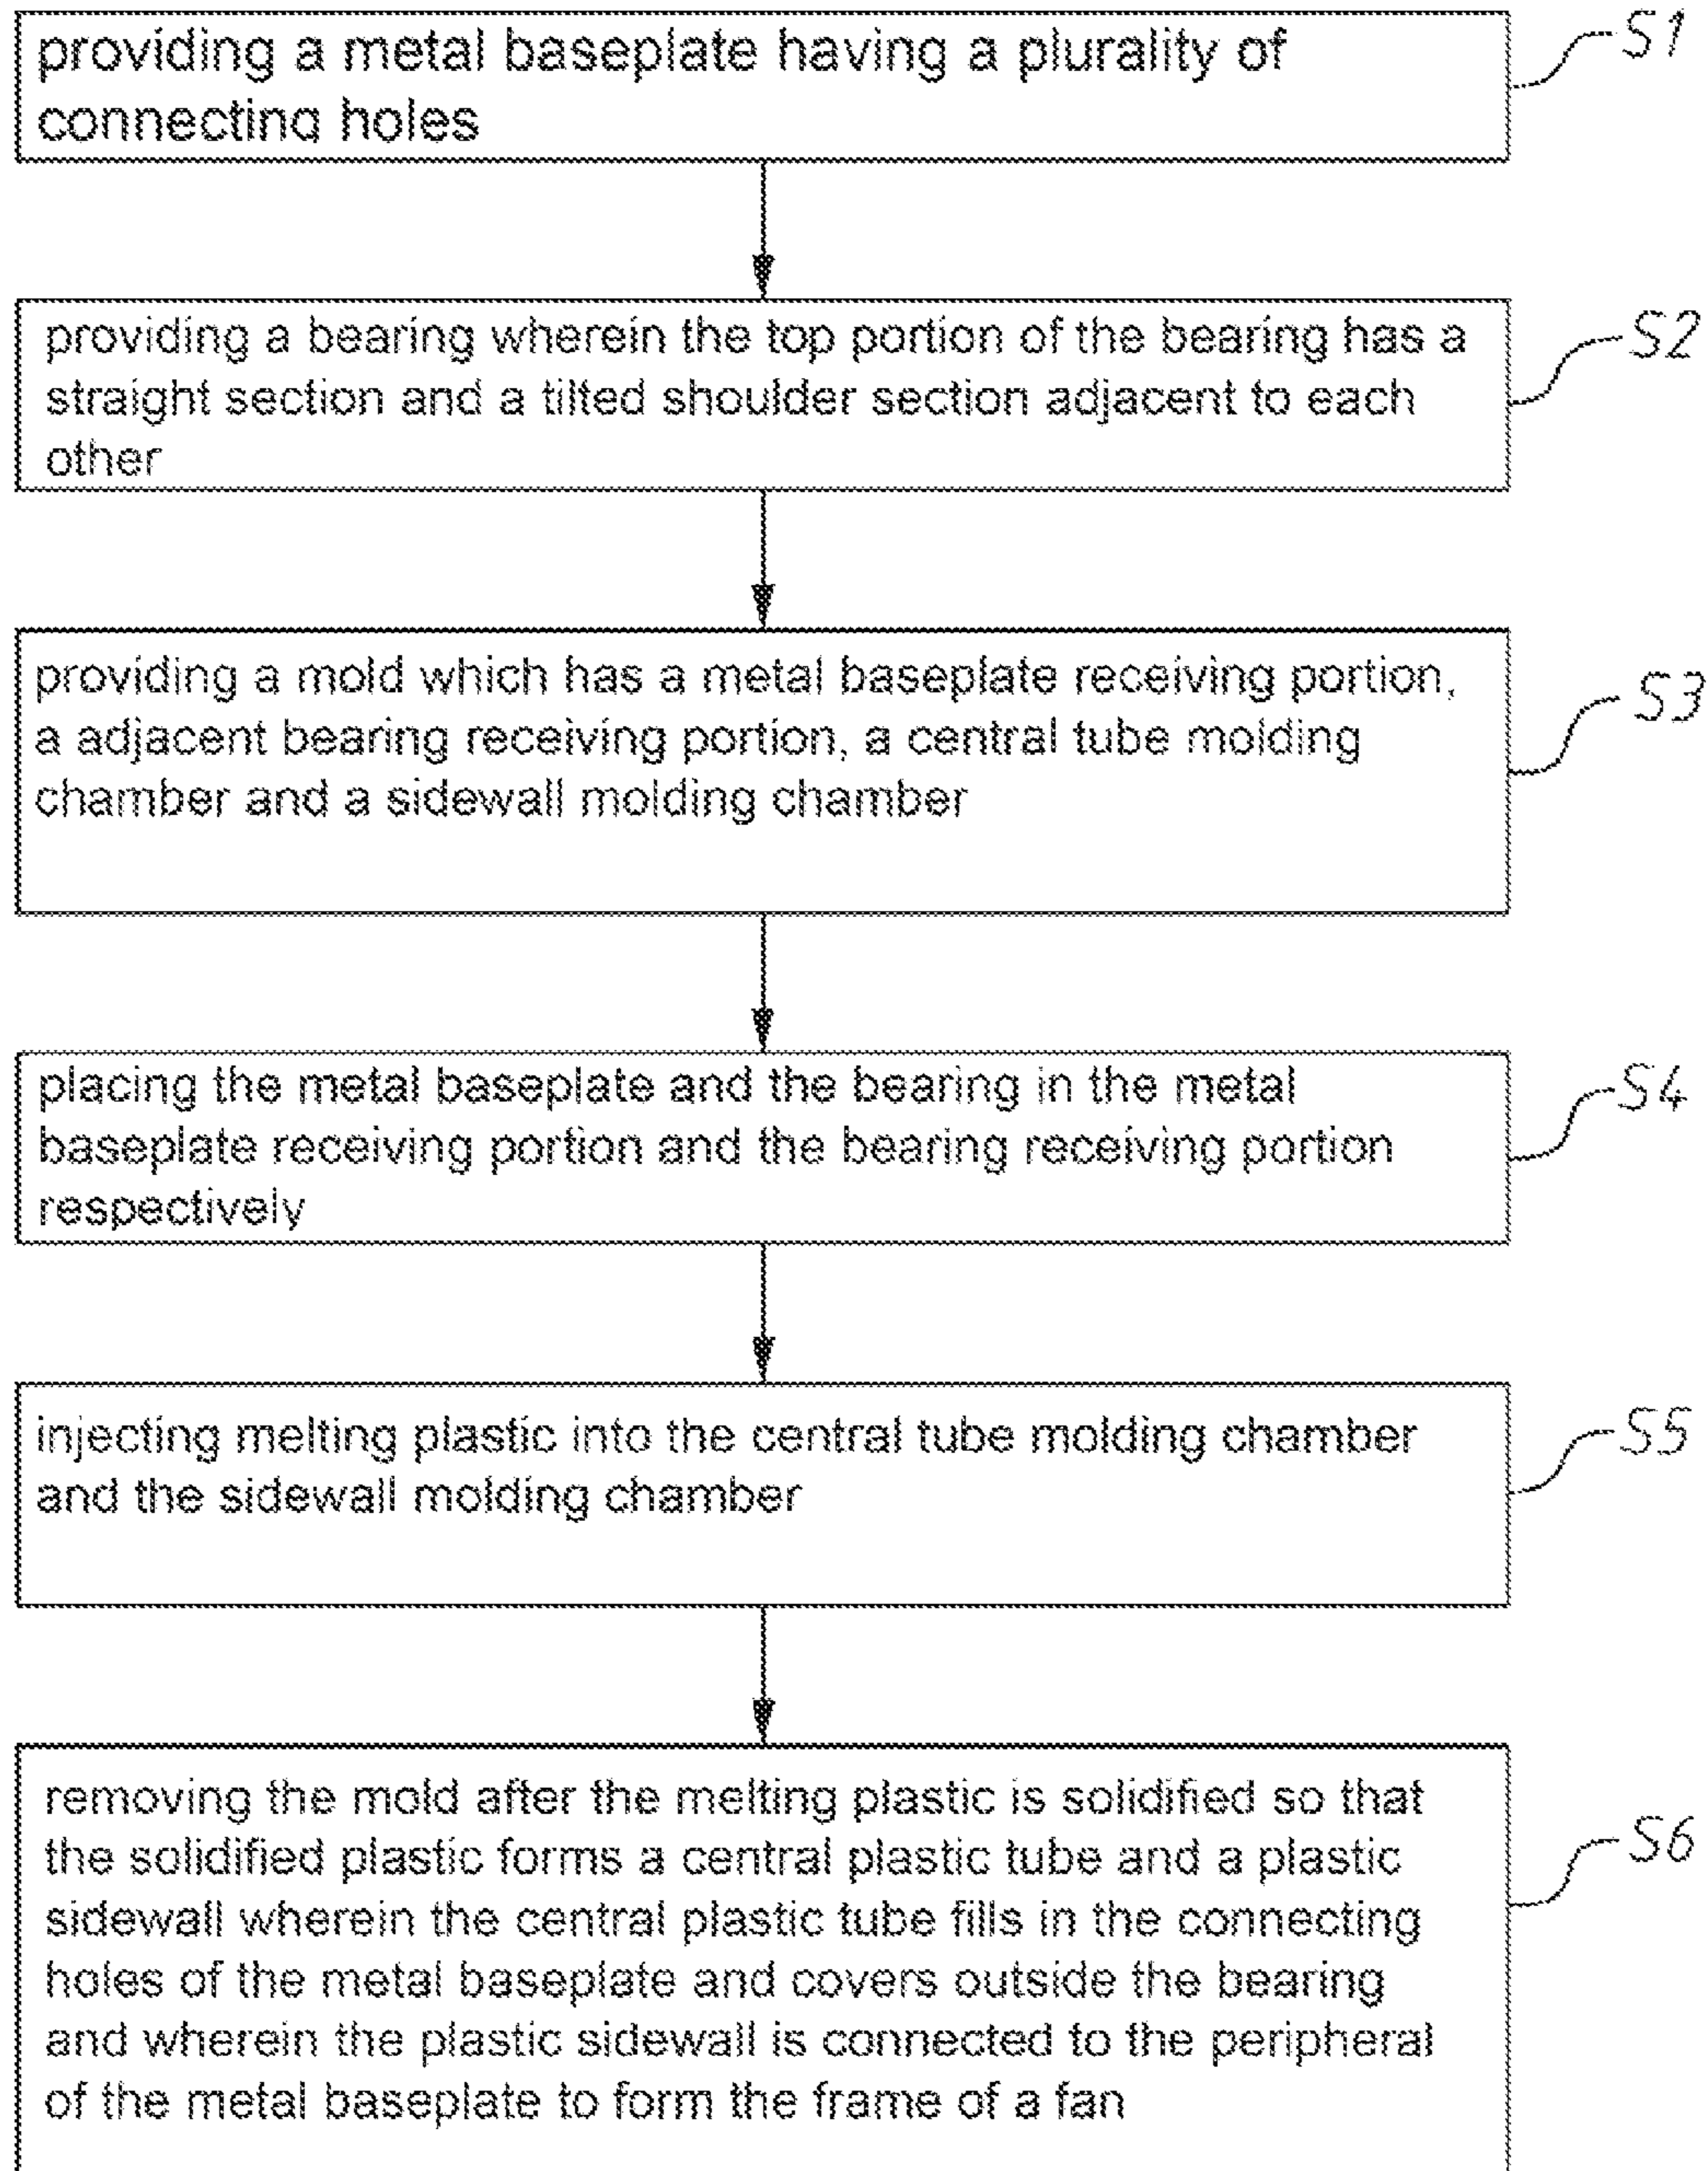 providing a metal baseplate having a plurality of
connecting holes
S1
providing a bearing wherein the top portion of the bearing has a
straight section and a tilted shoulder section adjacent to each
other
S2
providing a mold which has a metal baseplate receiving portion,
a adjacent bearing receiving portion, a central tube molding
chamber and a sidewall molding chamber
S3
placing the metal baseplate and the bearing in the metal
baseplate receiving portion and the bearing receiving portion
respectively
S4
injecting melting plastic into the central tube molding chamber
and the sidewall molding chamber
S5
removing the mold after the melting plastic is solidified so that
the solidified plastic forms a central plastic tube and a plastic
sidewall wherein the central plastic tube fills in the connecting
holes of the metal baseplate and covers outside the bearing
and wherein the plastic sidewall is connected to the peripheral
of the metal baseplate to form the frame of a fan
S6